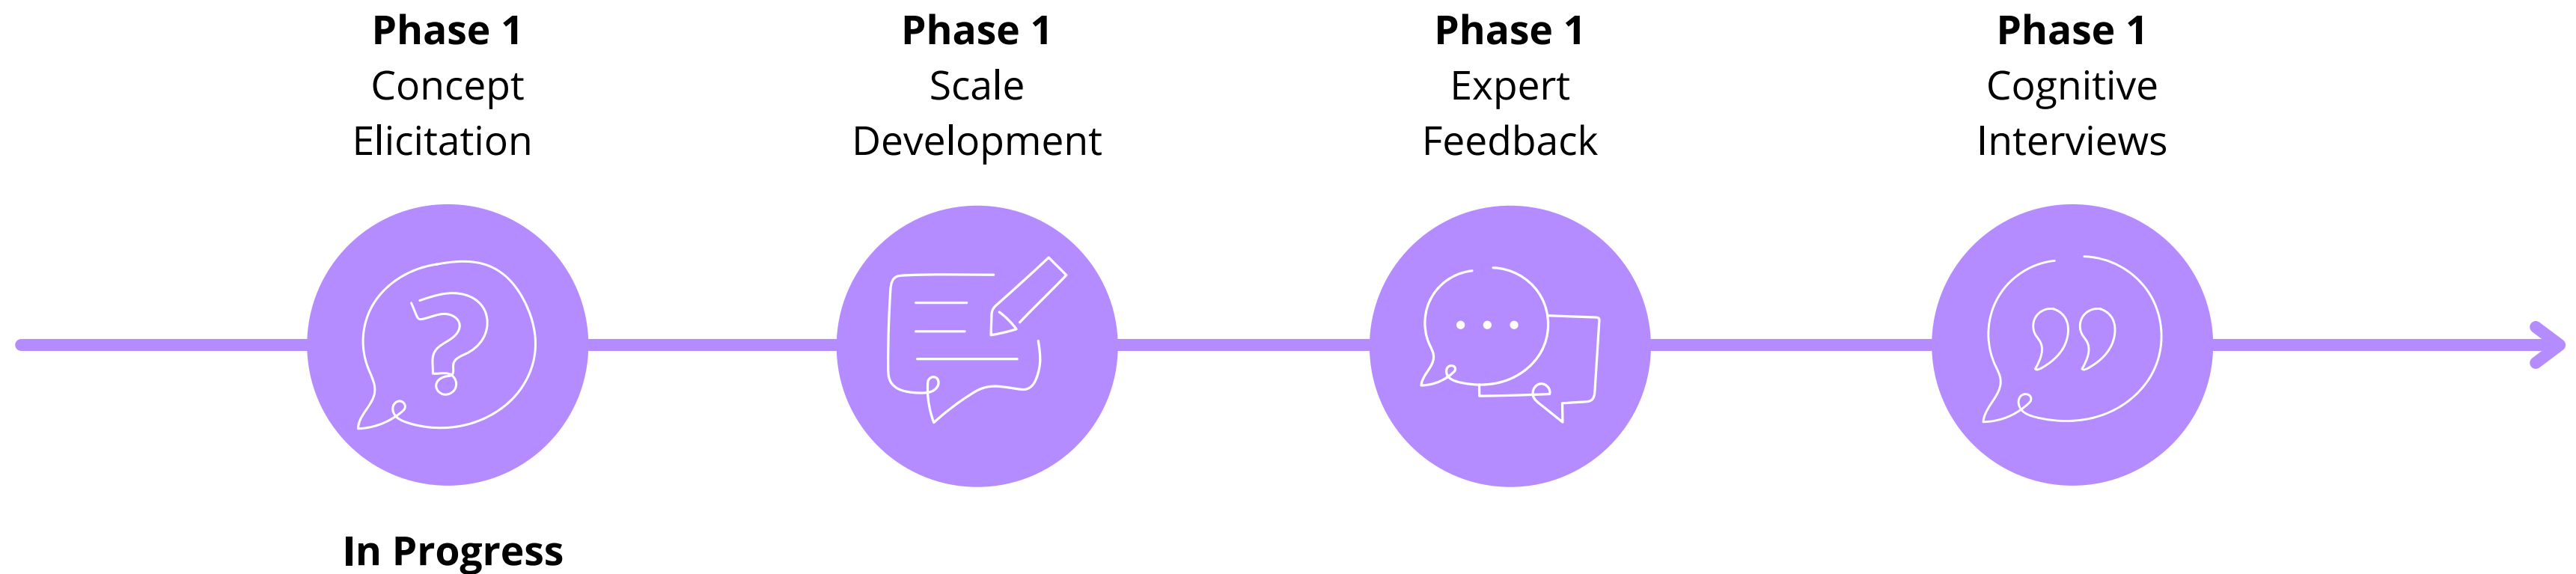 Phase 1
Concept
Elicitation
Phase 1
Scale
Development
Phase 1
Expert
Feedback
Phase 1
Cognitive
Interviews
In Progress